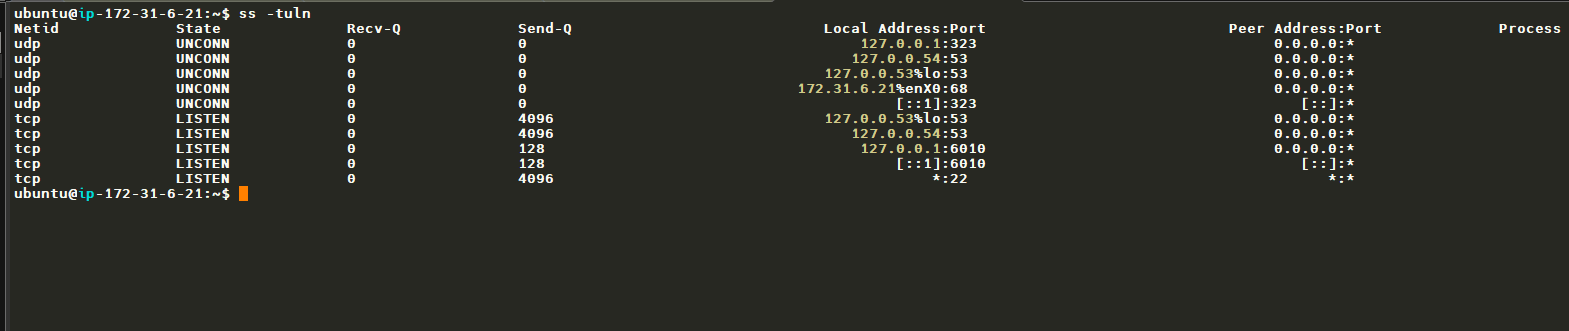 ubuntu@ip-172-31-6-21:~$ ss -tuln
Netid State Recv-Q Send-Q Local Address:Port Peer Address:Port Process
udp UNCONN 0 0 127.0.0.1:323 0.0.0.0:*
udp UNCONN 0 0 127.0.0.54:53 0.0.0.0:*
udp UNCONN 0 0 127.0.0.53%lo:53 0.0.0.0:*
udp UNCONN 0 0 172.31.6.21%enX0:68 0.0.0.0:*
udp UNCONN 0 0 [::1]:323 [::]:*
tcp LISTEN 0 4096 127.0.0.53%lo:53 0.0.0.0:*
tcp LISTEN 0 4096 127.0.0.54:53 0.0.0.0:*
tcp LISTEN 0 128 127.0.0.1:6010 0.0.0.0:*
tcp LISTEN 0 128 [::1]:6010 [::]:*
tcp LISTEN 0 4096 *:22 *:*
ubuntu@ip-172-31-6-21:~$